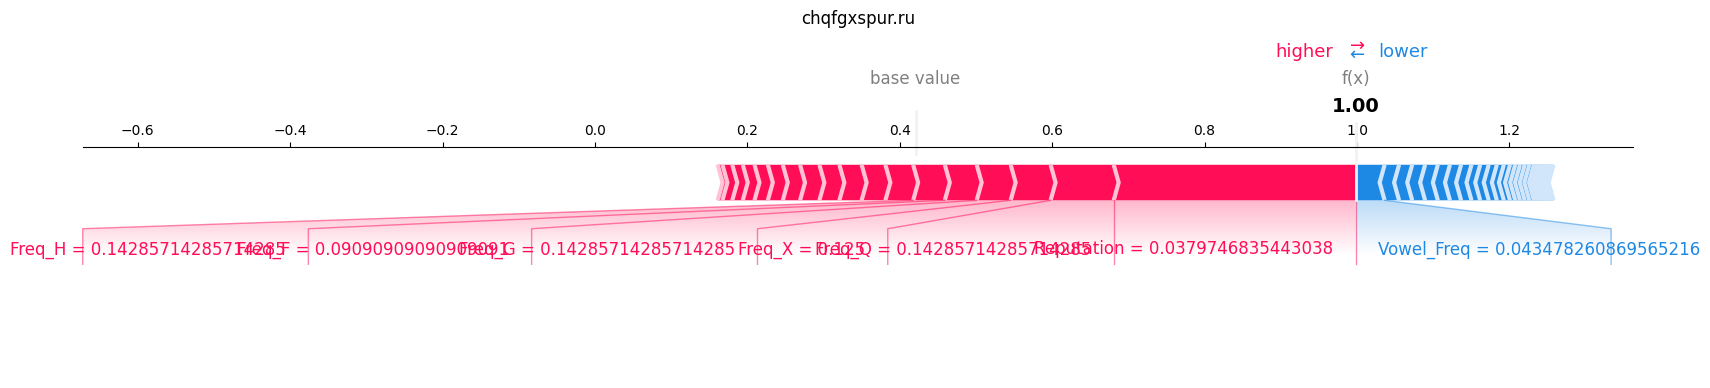 chqfgxspur.ru
higher ⇄ lower
base value f(x)
1.00
−0.6 −0.4 −0.2 0.0 0.2 0.4 0.6 0.8 1.0 1.2
Freq_H = 0.14285714285714285 Freq_F = 0.09090909090909091 Freq_G = 0.14285714285714285 Freq_X = 0.125 Freq_Q = 0.14285714285714285 Reputation = 0.0379746835443038 Vowel_Freq = 0.043478260869565216